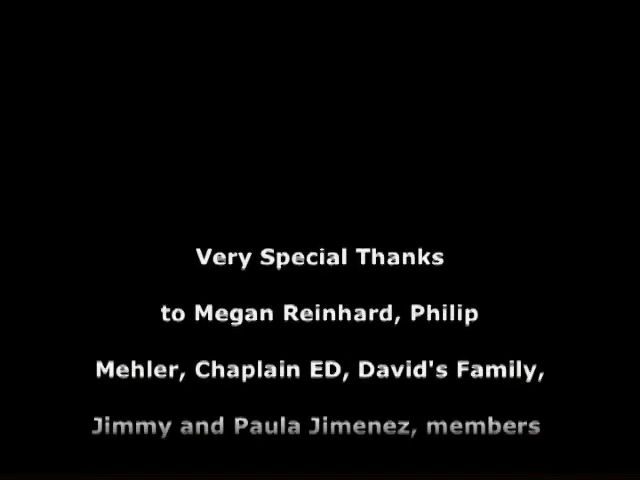 Very Special Thanks
to Megan Reinhard, Philip
Mehler, Chaplain ED, David's Family,
Jimmy and Paula Jimenez, members